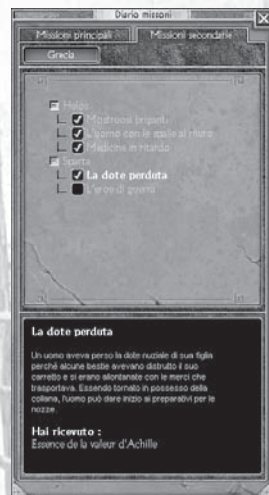 Diario missioni
Missioni principali
Missioni secondarie
Grecia
Helos
Mostruosi briganti
L'uomo con le spalle al muro
Medicine in ritardo
Sparta
La dote perduta
L'eroe di guerra
La dote perduta
Un uomo aveva perso la dote nuziale di sua figlia
perché alcune bestie avevano distrutto il suo
carretto e si erano allontanate con le merci che
trasportava. Essendo tornato in possesso della
collana, l'uomo può dare inizio ai preparativi per le
nozze.
Hai ricevuto :
Essence de la valeur d'Achille